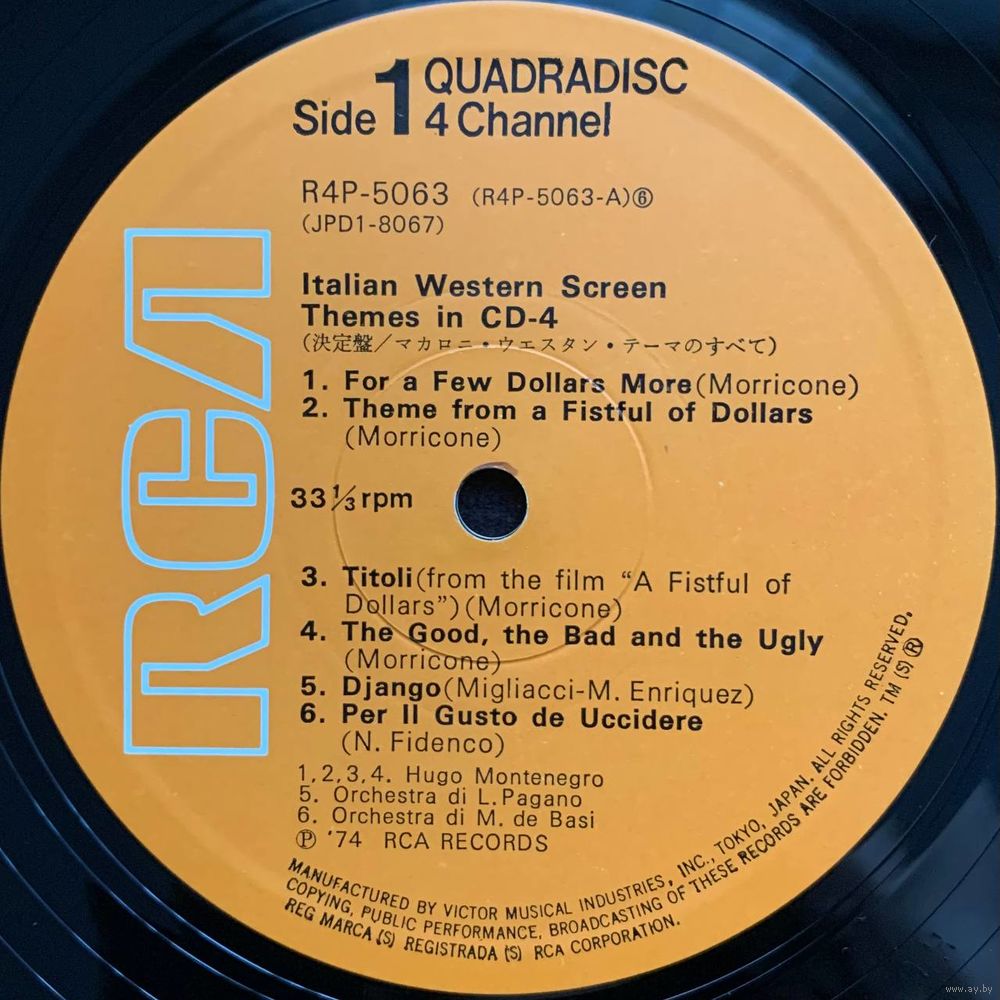 Side 1 QUADRADISC
4 Channel
R4P-5063 (R4P-5063-A)⑥
(JPD1-8067)
RCA
Italian Western Screen
Themes in CD-4
(決定盤/マカロニ・ウエスタン・テーマのすべて)
1. For a Few Dollars More(Morricone)
2. Theme from a Fistful of Dollars
(Morricone)
33⅓rpm
3. Titoli(from the film “A Fistful of
Dollars”)(Morricone)
4. The Good, the Bad and the Ugly
(Morricone)
5. Django(Migliacci-M. Enriquez)
6. Per Il Gusto de Uccidere
(N. Fidenco)
1,2,3,4. Hugo Montenegro
5. Orchestra di L.Pagano
6. Orchestra di M. de Basi
Ⓟ '74 RCA RECORDS
MANUFACTURED BY VICTOR MUSICAL INDUSTRIES, INC., TOKYO, JAPAN. ALL RIGHTS RESERVED.
COPYING, PUBLIC PERFORMANCE, BROADCASTING OF THESE RECORDS ARE FORBIDDEN. TM (S) ®
REG MARCA (S) REGISTRADA (S) RCA CORPORATION.
www.ay.by